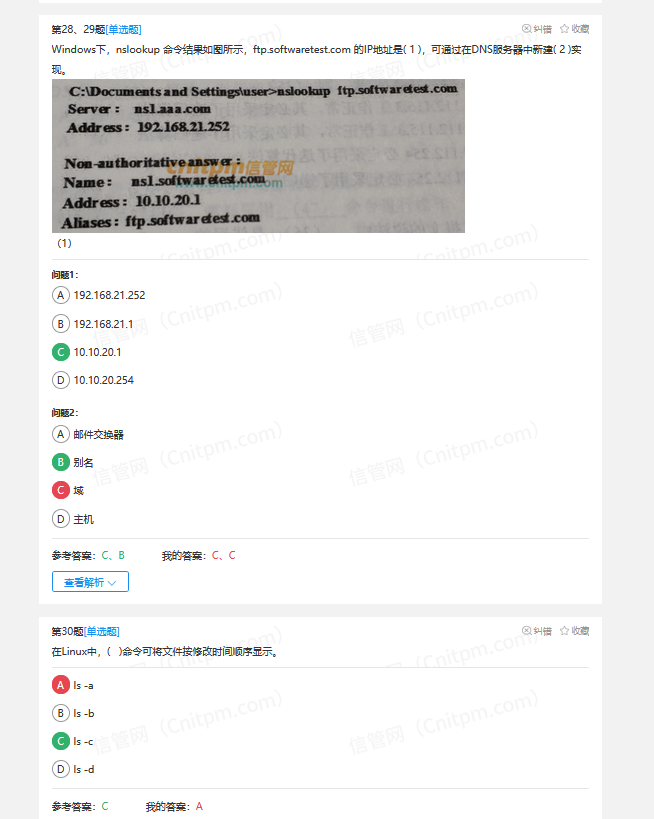 第28、29题[单选题]
纠错 收藏
Windows下，nslookup 命令结果如图所示，ftp.softwaretest.com 的IP地址是( 1 )，可通过在DNS服务器中新建( 2 )实
现。
C:\Documents and Settings\user>nslookup ftp.softwaretest.com
Server： ns1.aaa.com
Address：192.168.21.252
Non-authoritative answer：
Name： ns1.softwaretest.com
Address：10.10.20.1
Aliases：ftp.softwaretest.com
cnitpm信管网
www.cnitpm.com
（1）
问题1：
A 192.168.21.252
B 192.168.21.1
C 10.10.20.1
D 10.10.20.254
问题2：
A 邮件交换器
B 别名
C 域
D 主机
参考答案：C、B 我的答案：C、C
查看解析
第30题[单选题]
纠错 收藏
在Linux中，( )命令可将文件按修改时间顺序显示。
A ls -a
B ls -b
C ls -c
D ls -d
参考答案：C 我的答案：A
信管网（Cnitpm.com）